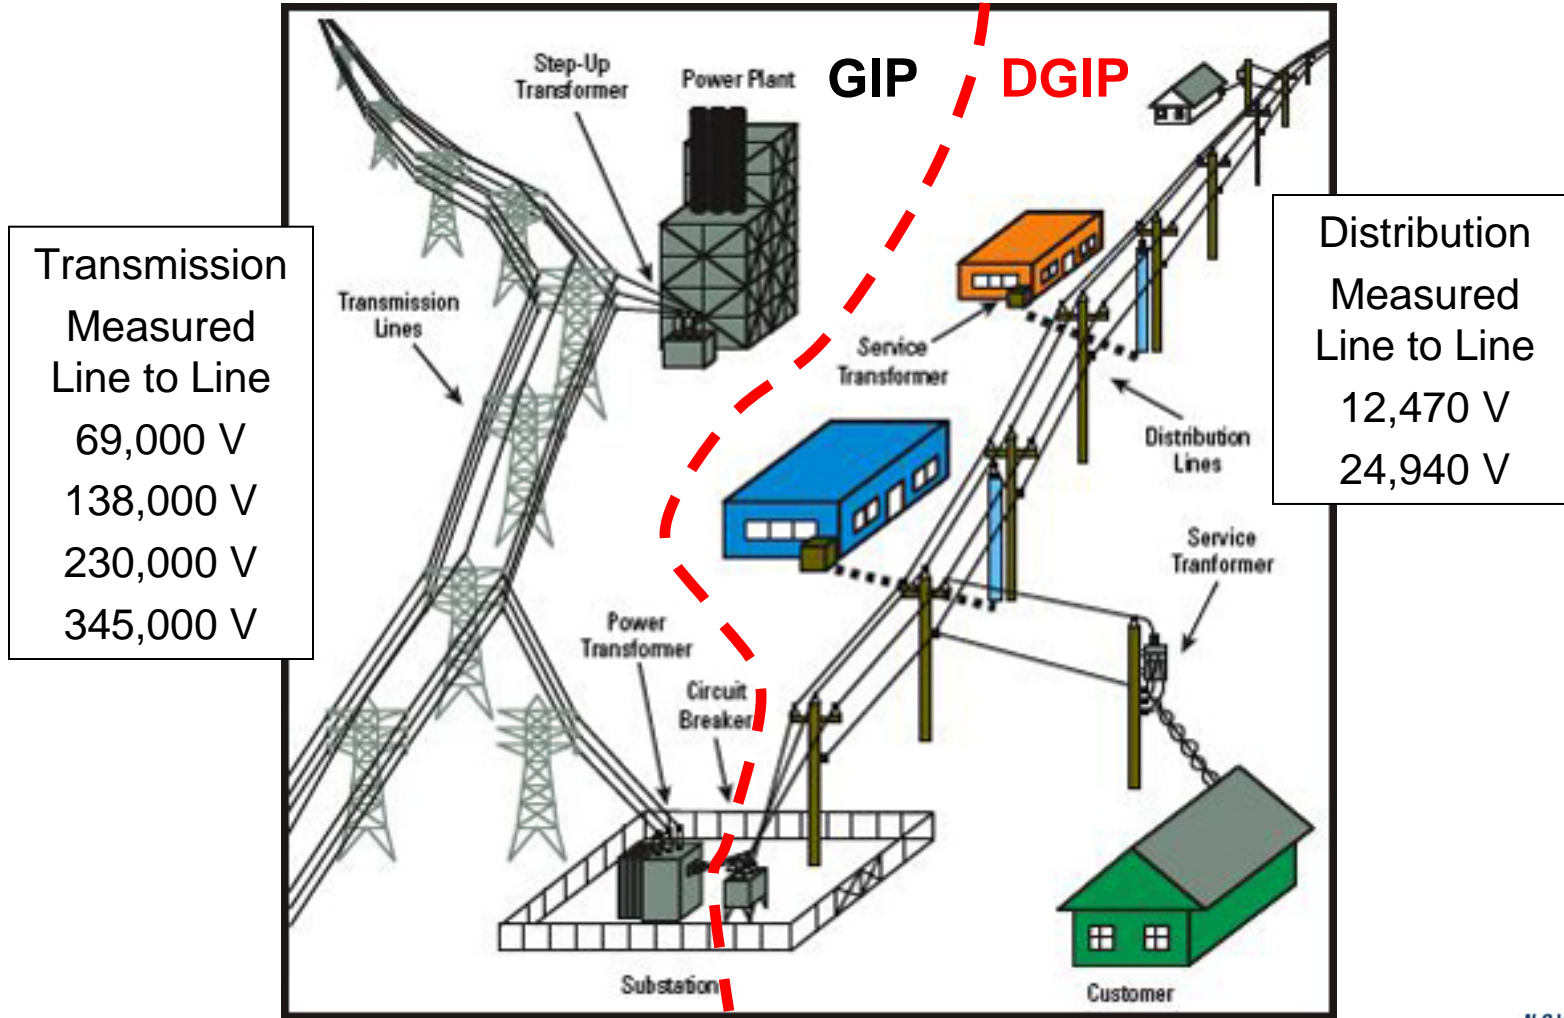 Step-Up
Transformer
Power Plant
GIP
DGIP
Transmission
Measured
Line to Line
69,000 V
138,000 V
230,000 V
345,000 V
Transmission
Lines
Service
Transformer
Distribution
Measured
Line to Line
12,470 V
24,940 V
Distribution
Lines
Service
Tranformer
Power
Transformer
Circuit
Breaker
Substation
Customer